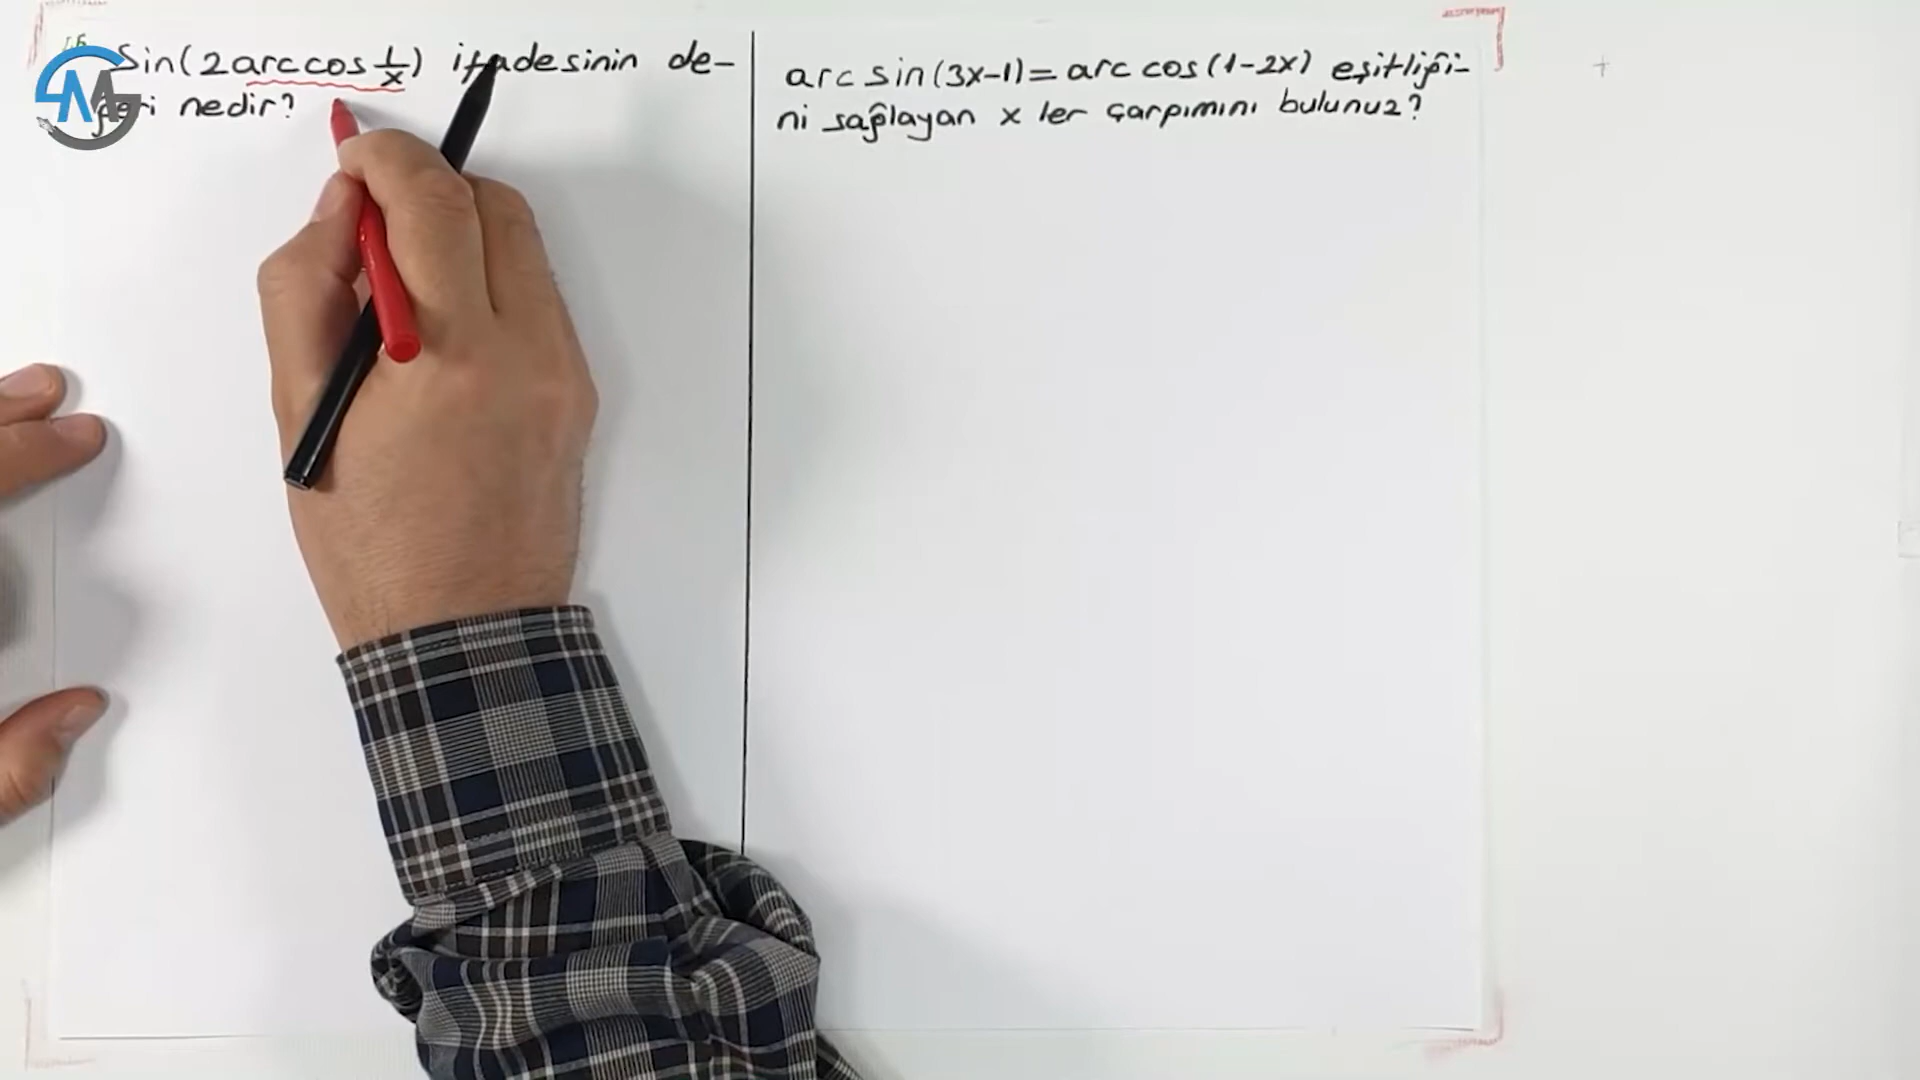 Sin(2arccos 1/x) ifadesinin de-
ğeri nedir?
arc sin(3x-1)= arc cos(1-2x) eşitliği-
ni sağlayan x ler çarpımını bulunuz?